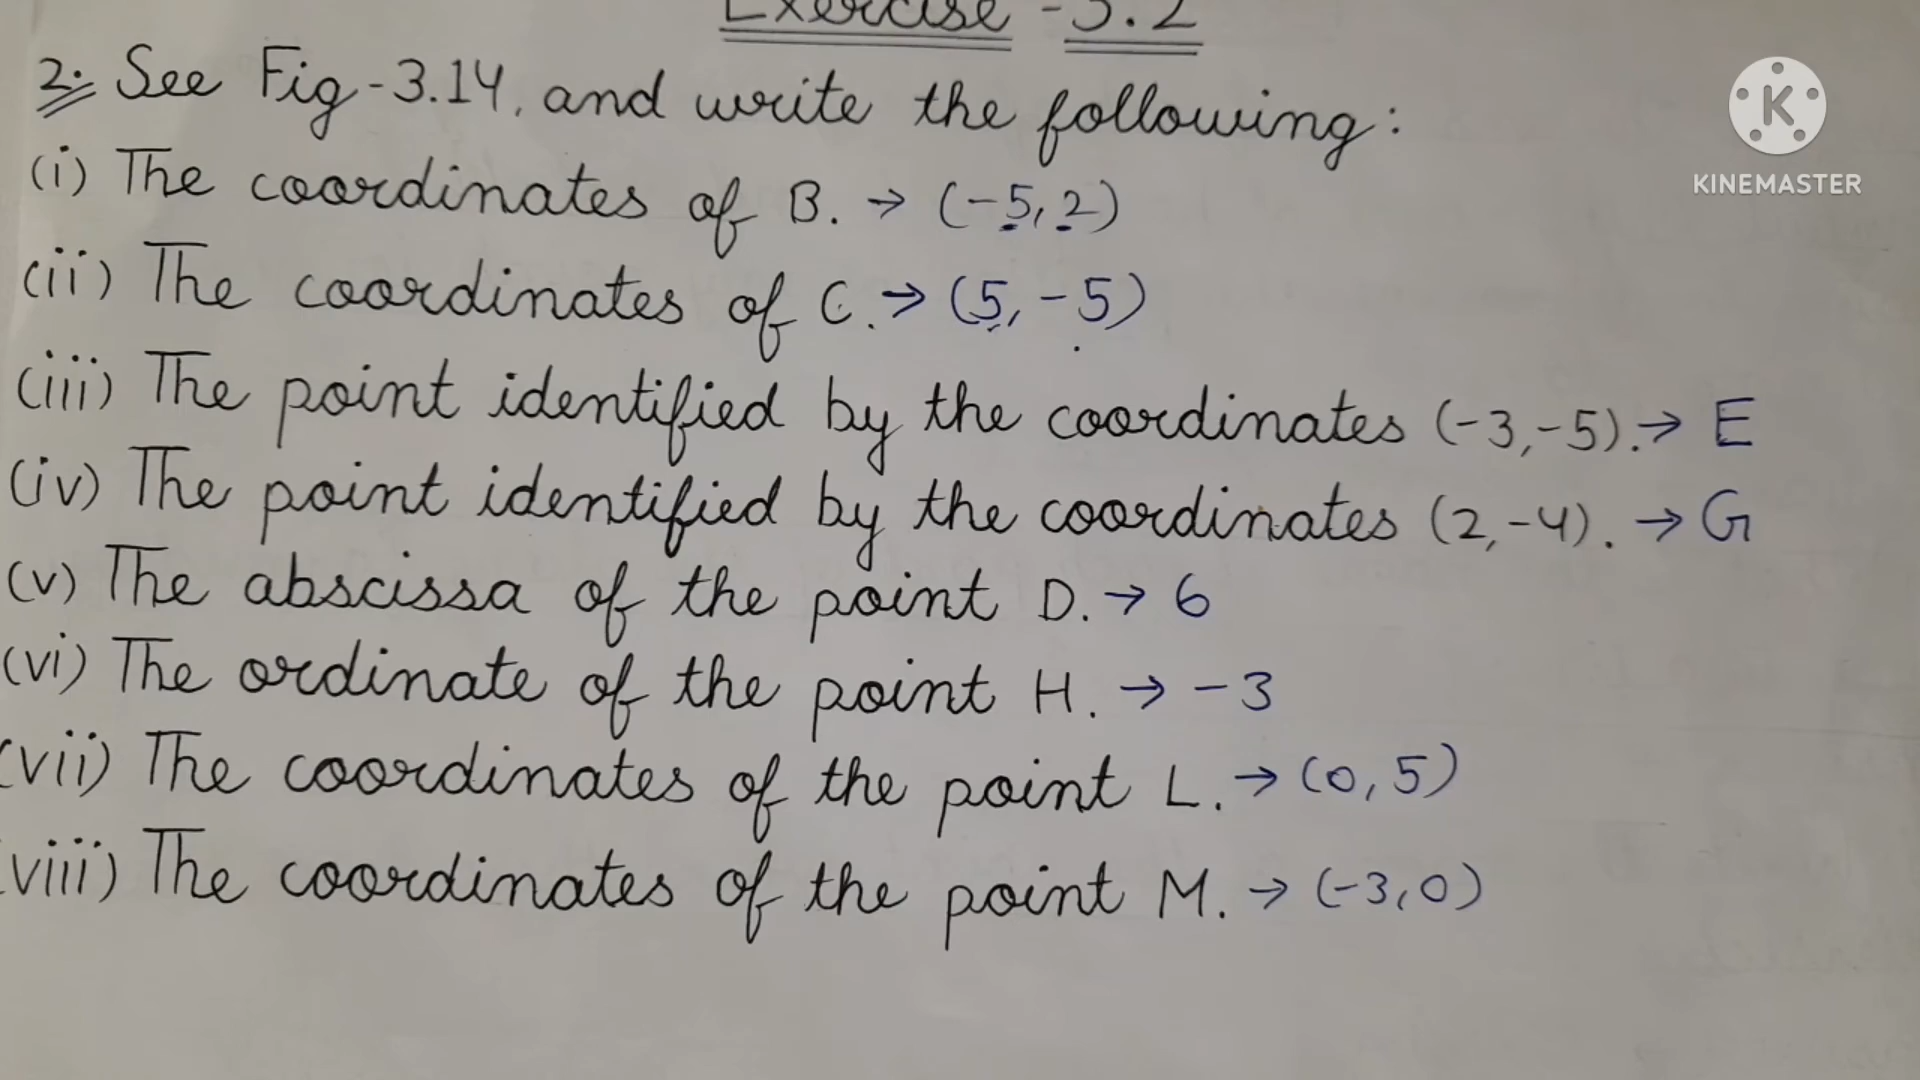 Exercise - 3.2
2. See Fig-3.14, and write the following:
(i) The coordinates of B. → (-5, 2)
(ii) The coordinates of C. → (5, -5)
(iii) The point identified by the coordinates (-3, -5). → E
(iv) The point identified by the coordinates (2, -4). → G
(v) The abscissa of the point D. → 6
(vi) The ordinate of the point H. → -3
(vii) The coordinates of the point L. → (0, 5)
(viii) The coordinates of the point M. → (-3, 0)
K
KINEMASTER